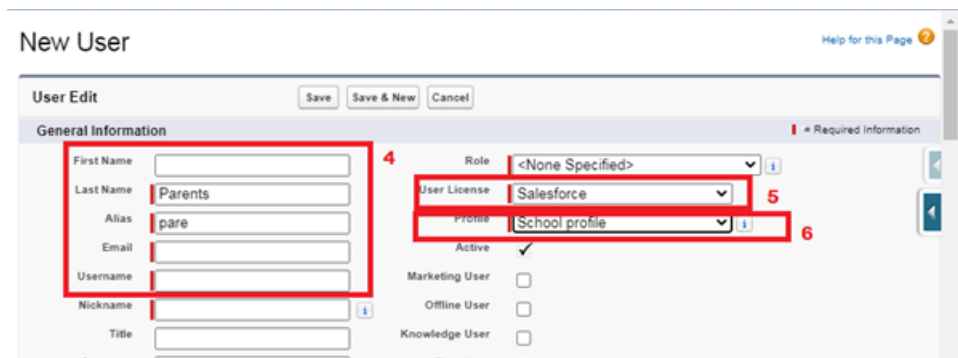 New User
Help for this Page
User Edit Save Save & New Cancel
General Information = Required Information
First Name 4 Role <None Specified>
Last Name Parents User License Salesforce 5
Alias pare Profile School profile 6
Email Active
Username Marketing User
Nickname Offline User
Title Knowledge User